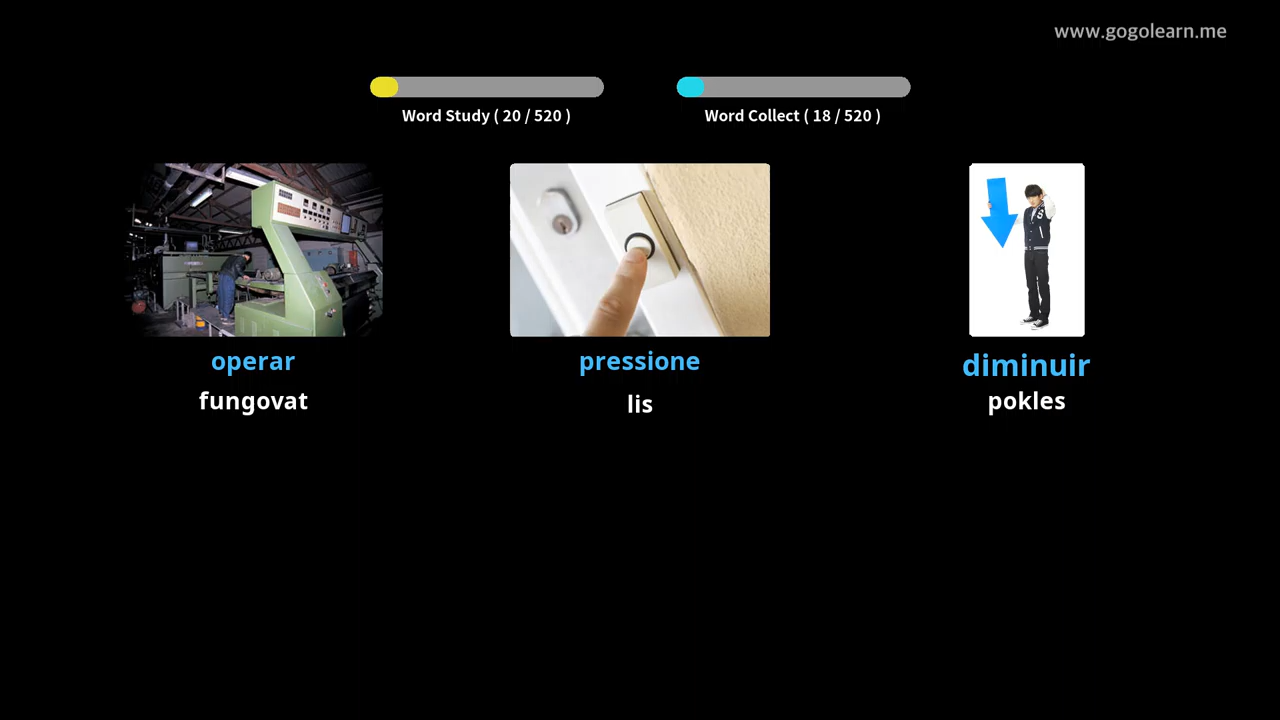 www.gogolearn.me
Word Study ( 20 / 520 )
Word Collect ( 18 / 520 )
operar
pressione
diminuir
fungovat
lis
pokles